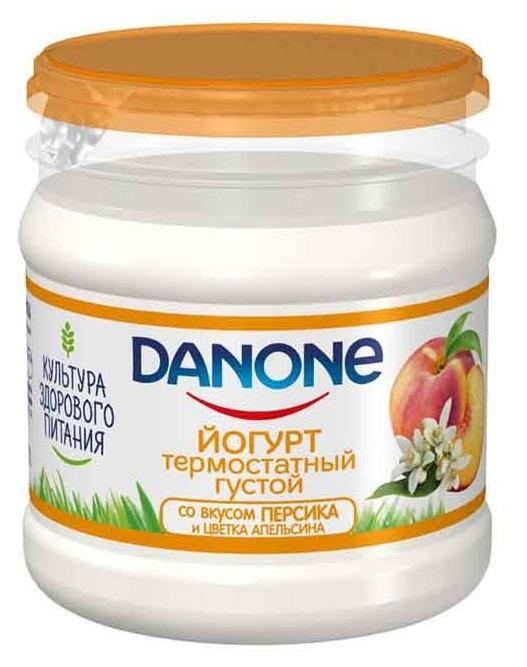 КУЛЬТУРА
ЗДОРОВОГО
ПИТАНИЯ
DANONE
ЙОГУРТ
термостатный
густой
со вкусом ПЕРСИКА
и ЦВЕТКА АПЕЛЬСИНА